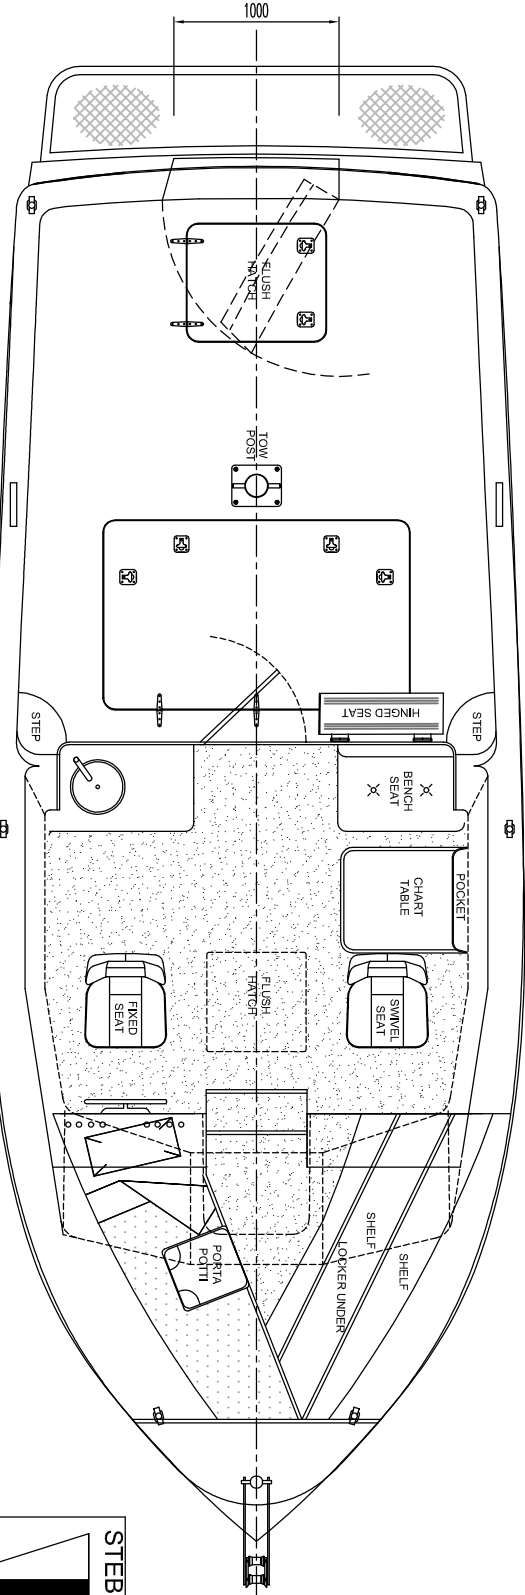 1000
FLUSH
HATCH
TOW
POST
STEP
HINGED SEAT
STEP
BENCH
SEAT
POCKET
CHART
TABLE
FLUSH
HATCH
FIXED
SEAT
SWIVEL
SEAT
SHELF
SHELF
LOCKER UNDER
PORTA
POTTI
STEB